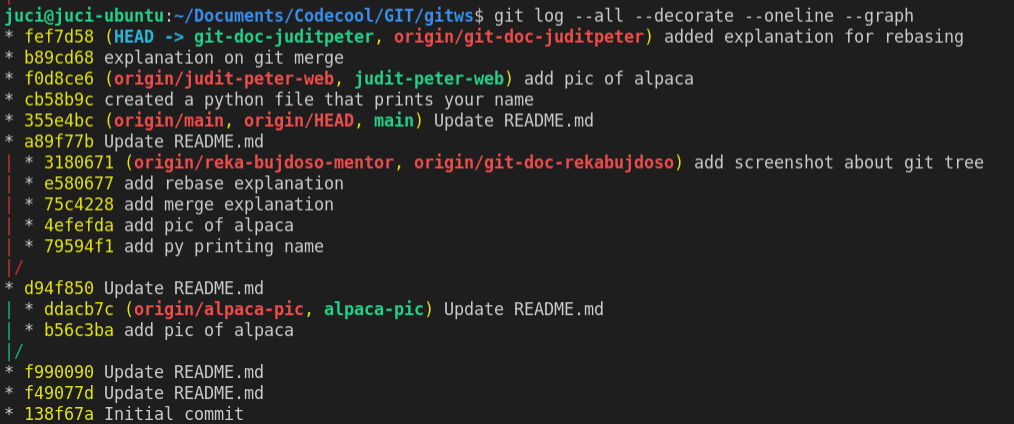 juci@juci-ubuntu:~/Documents/Codecool/GIT/gitws$ git log --all --decorate --oneline --graph
* fef7d58 (HEAD -> git-doc-juditpeter, origin/git-doc-juditpeter) added explanation for rebasing
* b89cd68 explanation on git merge
* f0d8ce6 (origin/judit-peter-web, judit-peter-web) add pic of alpaca
* cb58b9c created a python file that prints your name
* 355e4bc (origin/main, origin/HEAD, main) Update README.md
* a89f77b Update README.md
| * 3180671 (origin/reka-bujdoso-mentor, origin/git-doc-rekabujdoso) add screenshot about git tree
| * e580677 add rebase explanation
| * 75c4228 add merge explanation
| * 4efefda add pic of alpaca
| * 79594f1 add py printing name
|/
* d94f850 Update README.md
| * ddacb7c (origin/alpaca-pic, alpaca-pic) Update README.md
| * b56c3ba add pic of alpaca
|/
* f990090 Update README.md
* f49077d Update README.md
* 138f67a Initial commit